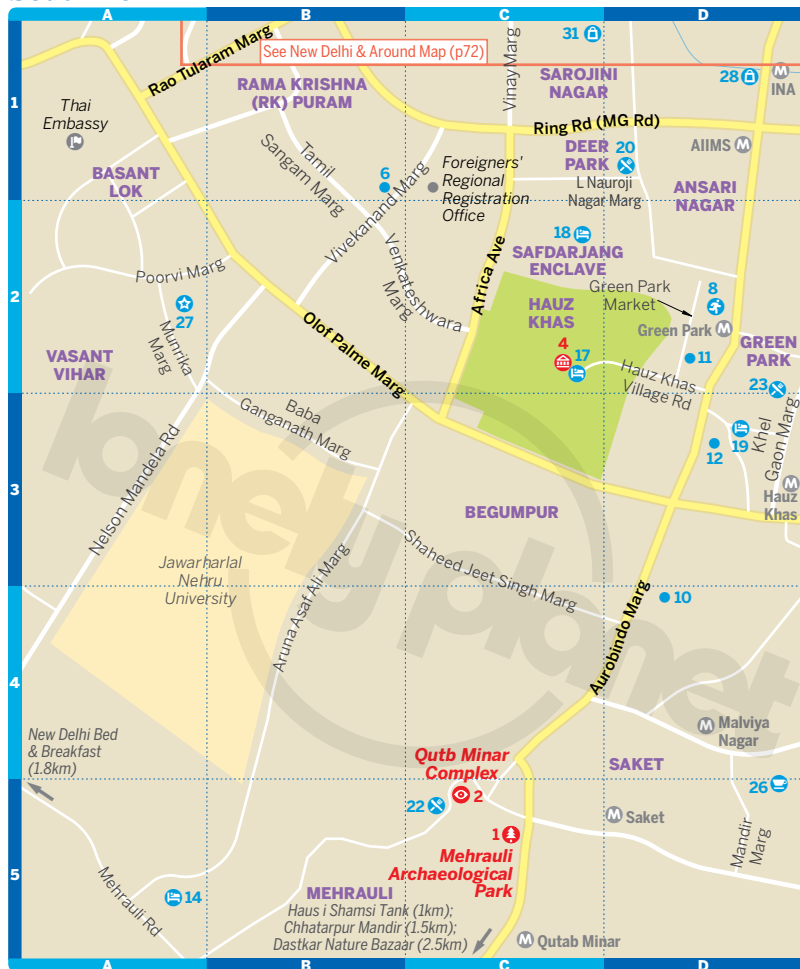 A
B
C
D
1
2
3
4
5
See New Delhi & Around Map (p72)
Rao Tularam Marg
RAMA KRISHNA
(RK) PURAM
Vinay Marg
31
SAROJINI
NAGAR
28
INA
Thai
Embassy
Ring Rd (MG Rd)
BASANT
LOK
Tamil
Sangam Marg
6
Vivekanand Marg
Foreigners'
Regional
Registration
Office
DEER
PARK
20
AIIMS
L Nauroji
Nagar Marg
ANSARI
NAGAR
18
SAFDARJANG
ENCLAVE
Venkateshwara
Marg
Africa Ave
Poorvi Marg
27
Munrika
Marg
VASANT
VIHAR
Olof Palme Marg
HAUZ
KHAS
Green Park
Market
8
Green Park
GREEN
PARK
4
17
11
Hauz Khas
Village Rd
23
Baba
Ganganath Marg
Nelson Mandela Rd
12
19
Khel
Gaon Marg
Hauz
Khas
BEGUMPUR
lonely planet
Jawarharlal
Nehru
University
Aruna Asaf Ali Marg
Shaheed Jeet Singh Marg
10
Aurobindo Marg
New Delhi Bed
& Breakfast
(1.8km)
Malviya
Nagar
Qutb Minar
Complex
SAKET
26
22
2
Saket
1
Mehrauli
Archaeological
Park
Mandir
Marg
Mehrauli Rd
14
MEHRAULI
Haus i Shamsi Tank (1km);
Chhatarpur Mandir (1.5km);
Dastkar Nature Bazaar (2.5km)
Qutab Minar
A
B
C
D